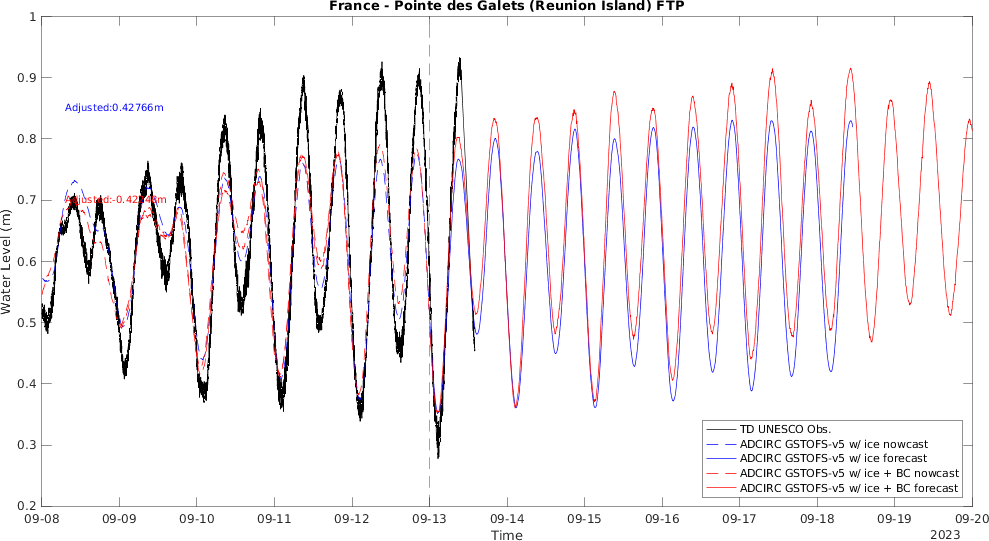 France - Pointe des Galets (Reunion Island) FTP
Water Level (m)
1
0.9
0.8
0.7
0.6
0.5
0.4
0.3
0.2
Adjusted:0.42766m
TD UNESCO Obs.
ADCIRC GSTOFS-v5 w/ ice nowcast
ADCIRC GSTOFS-v5 w/ ice forecast
ADCIRC GSTOFS-v5 w/ ice + BC nowcast
ADCIRC GSTOFS-v5 w/ ice + BC forecast
09-08 09-09 09-10 09-11 09-12 09-13 09-14 09-15 09-16 09-17 09-18 09-19 09-20
Time
2023